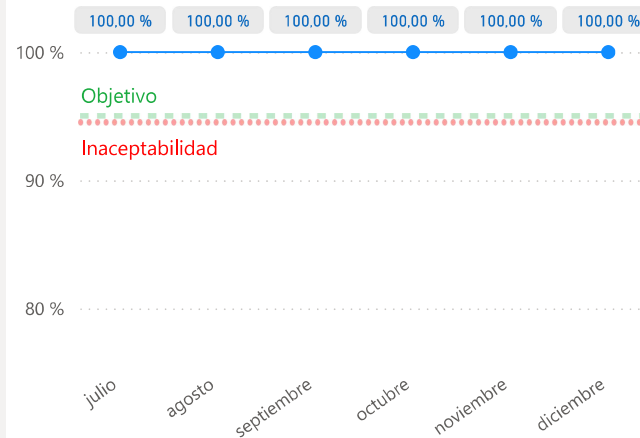 100,00 % 100,00 % 100,00 % 100,00 % 100,00 % 100,00 %
100 %
Objetivo
Inaceptabilidad
90 %
80 %
julio agosto septiembre octubre noviembre diciembre